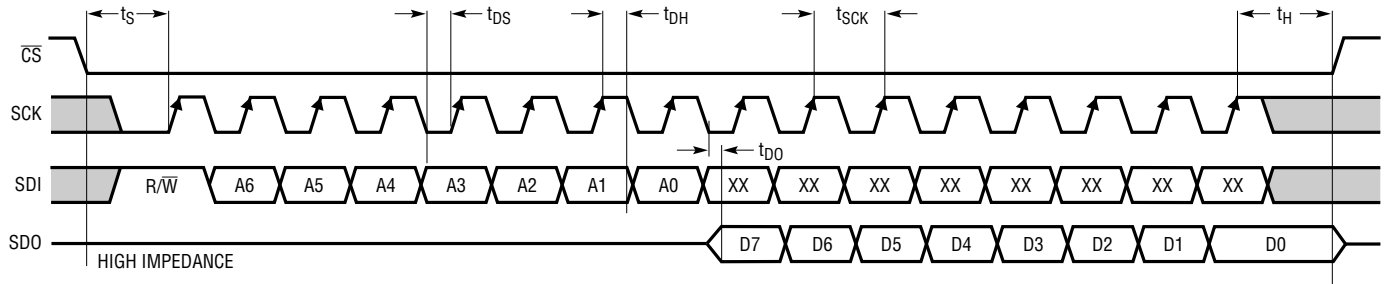 tS tDS tDH tSCK tH
C̅S̅
SCK
tDO
SDI R/W̅ A6 A5 A4 A3 A2 A1 A0 XX XX XX XX XX XX XX XX
SDO D7 D6 D5 D4 D3 D2 D1 D0
HIGH IMPEDANCE